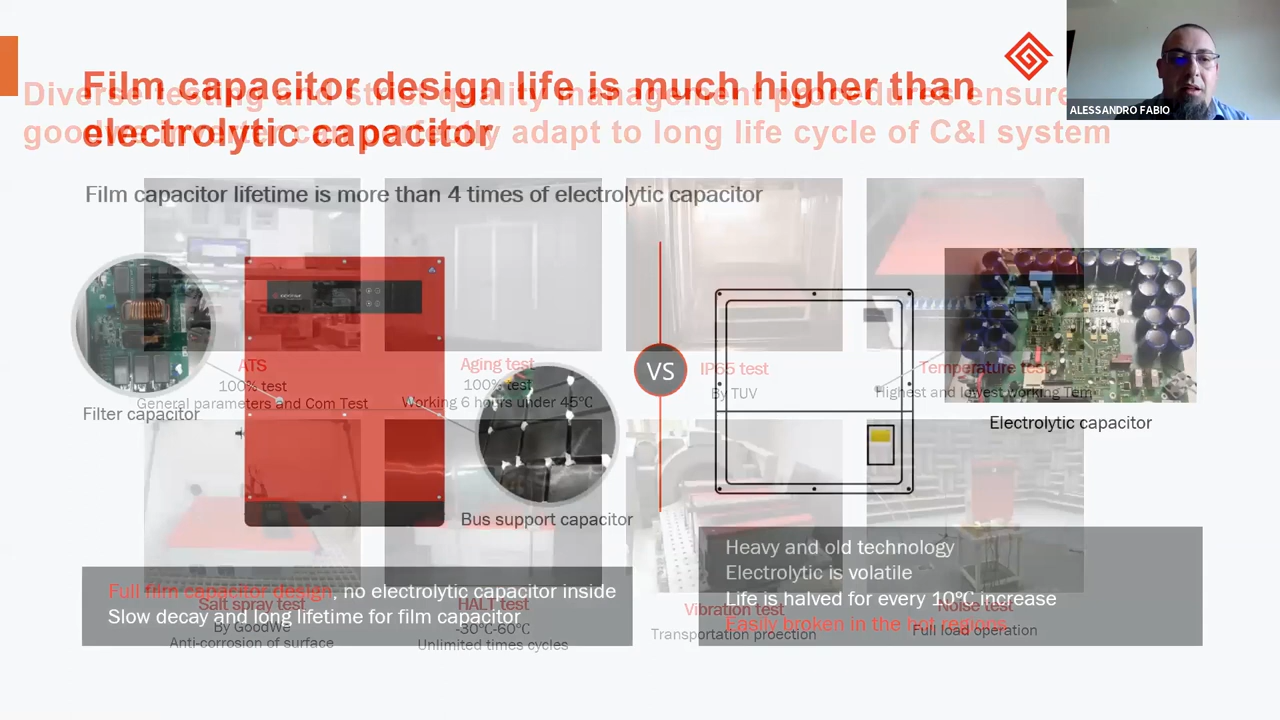 Film capacitor design life is much higher than
electrolytic capacitor
Diverse testing and strict quality management procedures ensure
goodwe inverter can perfectly adapt to long life cycle of C&I system
ALESSANDRO FABIO
Film capacitor lifetime is more than 4 times of electrolytic capacitor
Filter capacitor
Bus support capacitor
VS
Electrolytic capacitor
ATS
100% test
General parameters and Com Test
Aging test
100% test
Working 6 hours under 45℃
IP65 test
By TUV
Temperature test
Highest and lowest working Tem
Full film capacitor design, no electrolytic capacitor inside
Slow decay and long lifetime for film capacitor
Heavy and old technology
Electrolytic is volatile
Life is halved for every 10℃ increase
Easily broken in the hot regions
Salt spray test
By GoodWe
Anti-corrosion of surface
HALT test
-30℃-60℃
Unlimited times cycles
Vibration test
Transportation proection
Noise test
Full load operation